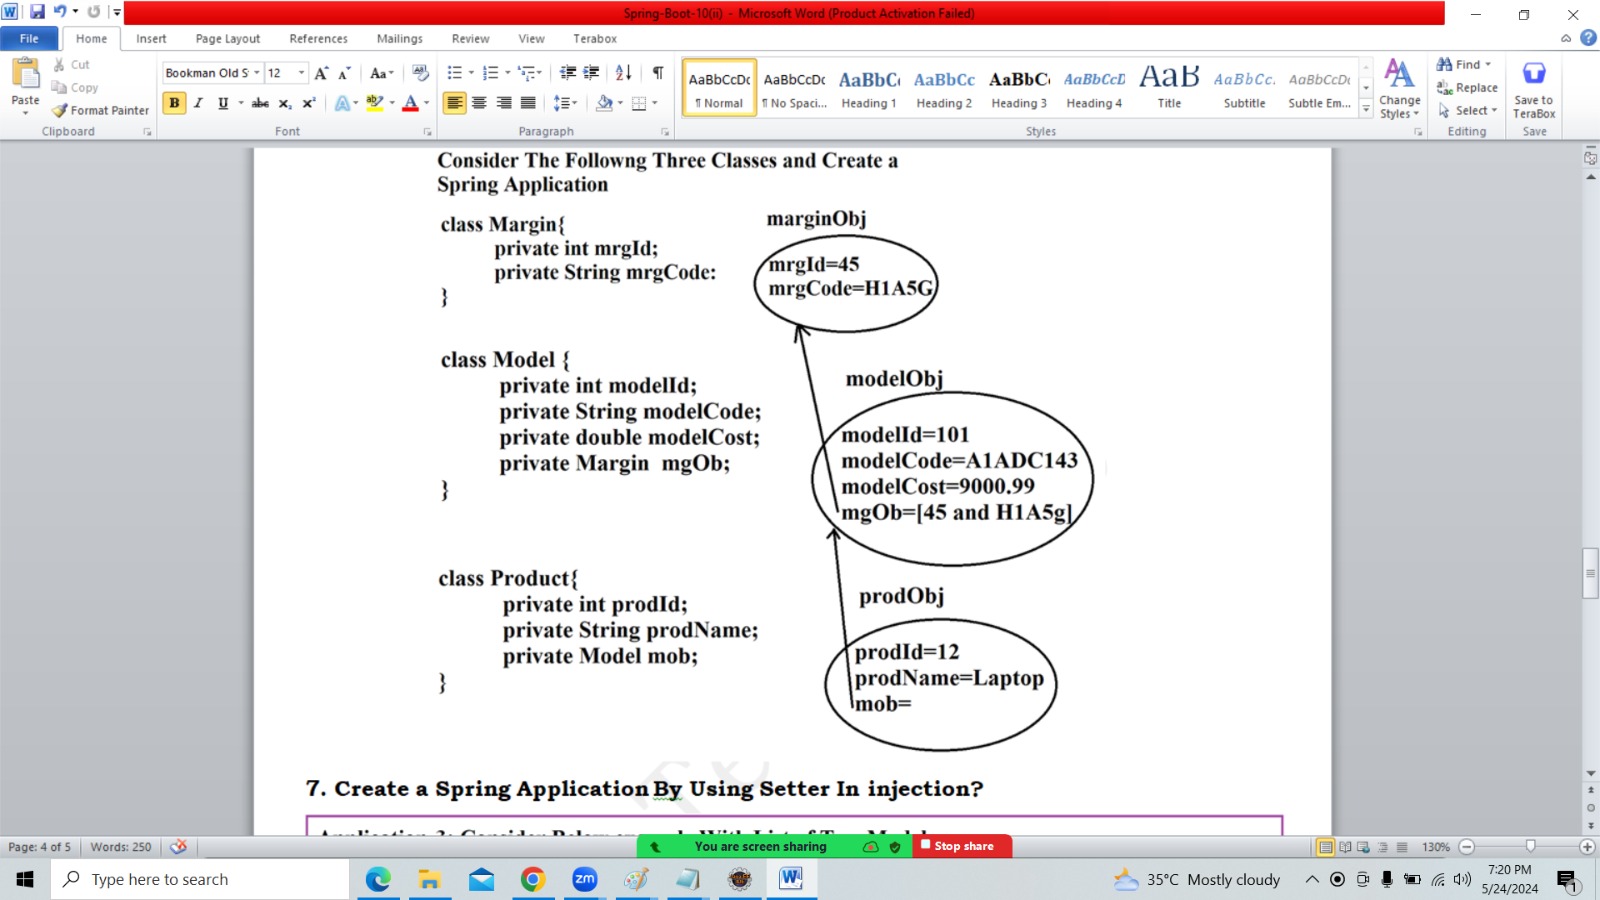 Spring-Boot-10(ii) - Microsoft Word (Product Activation Failed)
File Home Insert Page Layout References Mailings Review View Terabox
Paste
Cut
Copy
Format Painter
Clipboard
Bookman Old S 12
Font
Paragraph
AaBbCcDc AaBbCcDc AaBbC AaBbCc AaBbC AaBbCcD AaB AaBbCc. AaBbCcDc
¶ Normal ¶ No Spaci... Heading 1 Heading 2 Heading 3 Heading 4 Title Subtitle Subtle Em...
Change
Styles
Styles
Find
Replace
Select
Editing
Save to
TeraBox
Save
Consider The Followng Three Classes and Create a
Spring Application
class Margin{
private int mrgId;
private String mrgCode:
}
marginObj
mrgId=45
mrgCode=H1A5G
class Model {
private int modelId;
private String modelCode;
private double modelCost;
private Margin mgOb;
}
modelObj
modelId=101
modelCode=A1ADC143
modelCost=9000.99
mgOb=[45 and H1A5g]
class Product{
private int prodId;
private String prodName;
private Model mob;
}
prodObj
prodId=12
prodName=Laptop
mob=
7. Create a Spring Application By Using Setter In injection?
Page: 4 of 5 Words: 250
You are screen sharing Stop share
130%
Type here to search
35°C Mostly cloudy
7:20 PM
5/24/2024